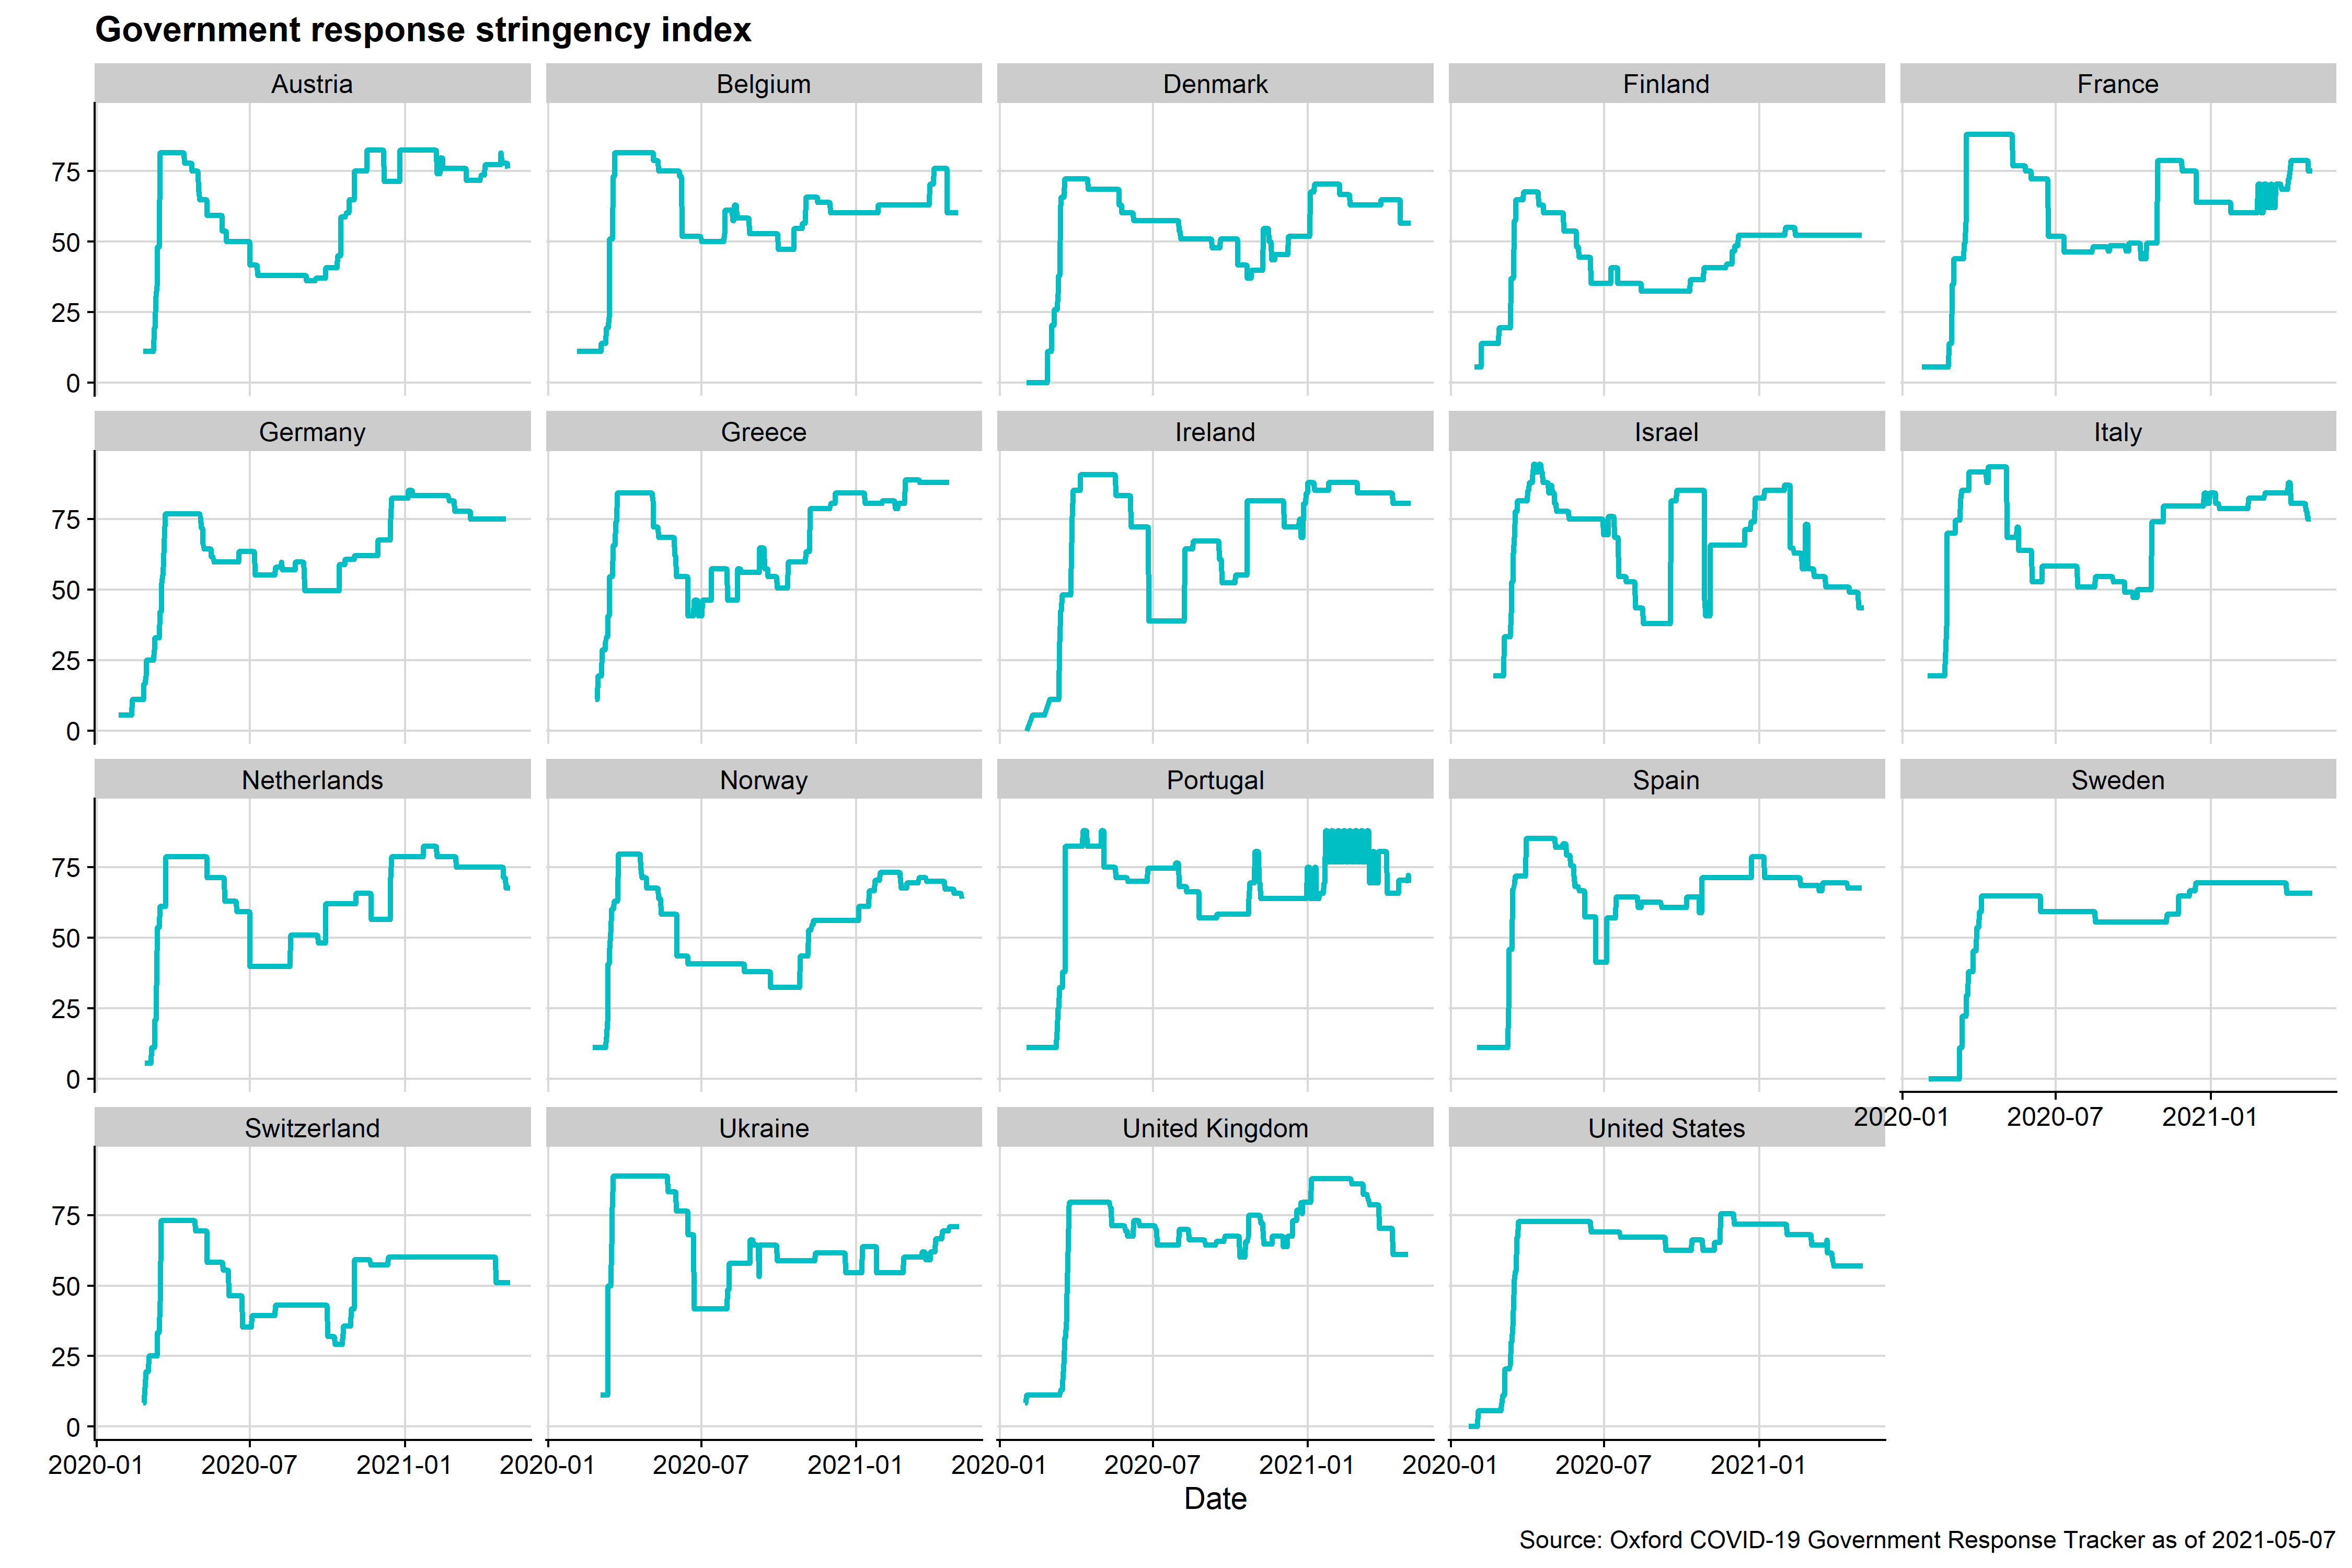 Government response stringency index
Austria Belgium Denmark Finland France
75
50
25
0
Germany Greece Ireland Israel Italy
75
50
25
0
Netherlands Norway Portugal Spain Sweden
75
50
25
0
2020-01 2020-07 2021-01
Switzerland Ukraine United Kingdom United States
75
50
25
0
2020-01 2020-07 2021-01 2020-01 2020-07 2021-01 2020-01 2020-07 2021-01 2020-01 2020-07 2021-01
Date
Source: Oxford COVID-19 Government Response Tracker as of 2021-05-07